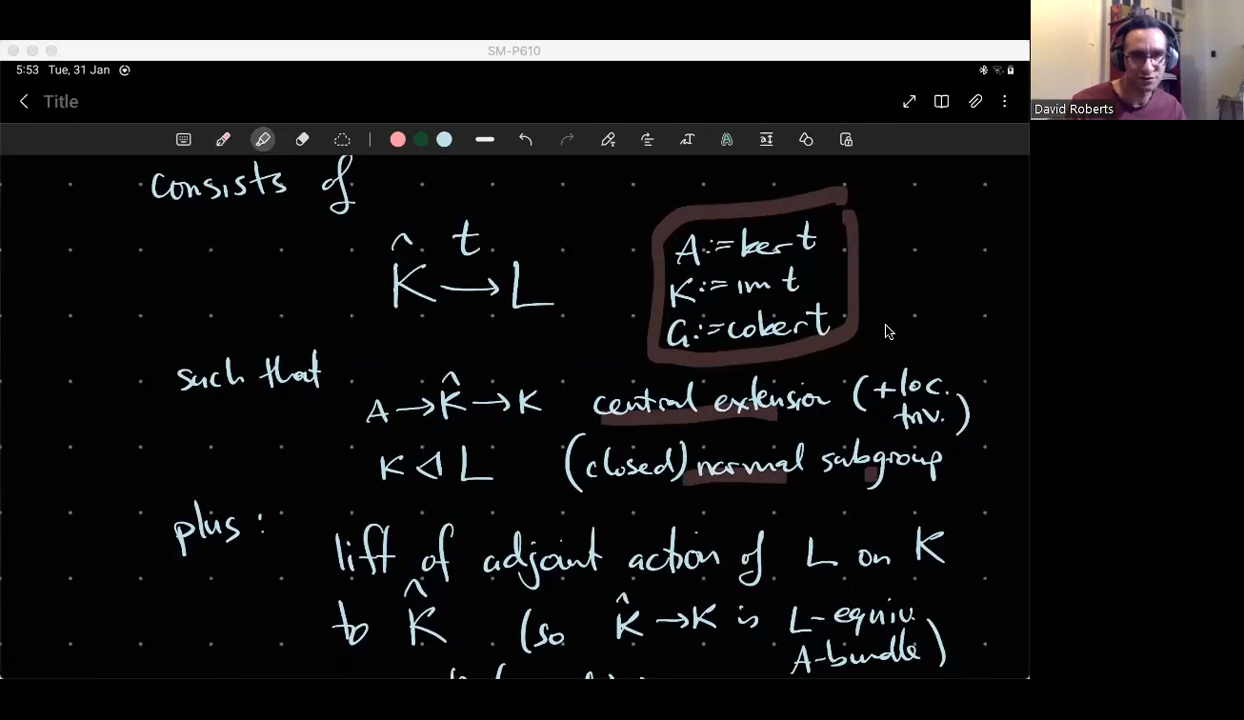 SM-P610
5:53 Tue, 31 Jan
Title
David Roberts
consists of
K̂ →ᵗ L
A := ker t
K := im t
G := coker t
such that
A → K̂ → K central extension (+loc. triv.)
K ◁ L (closed) normal subgroup
plus:
lift of adjoint action of L on K
to K̂ (so K̂ → K is L-equiv.
A-bundle)